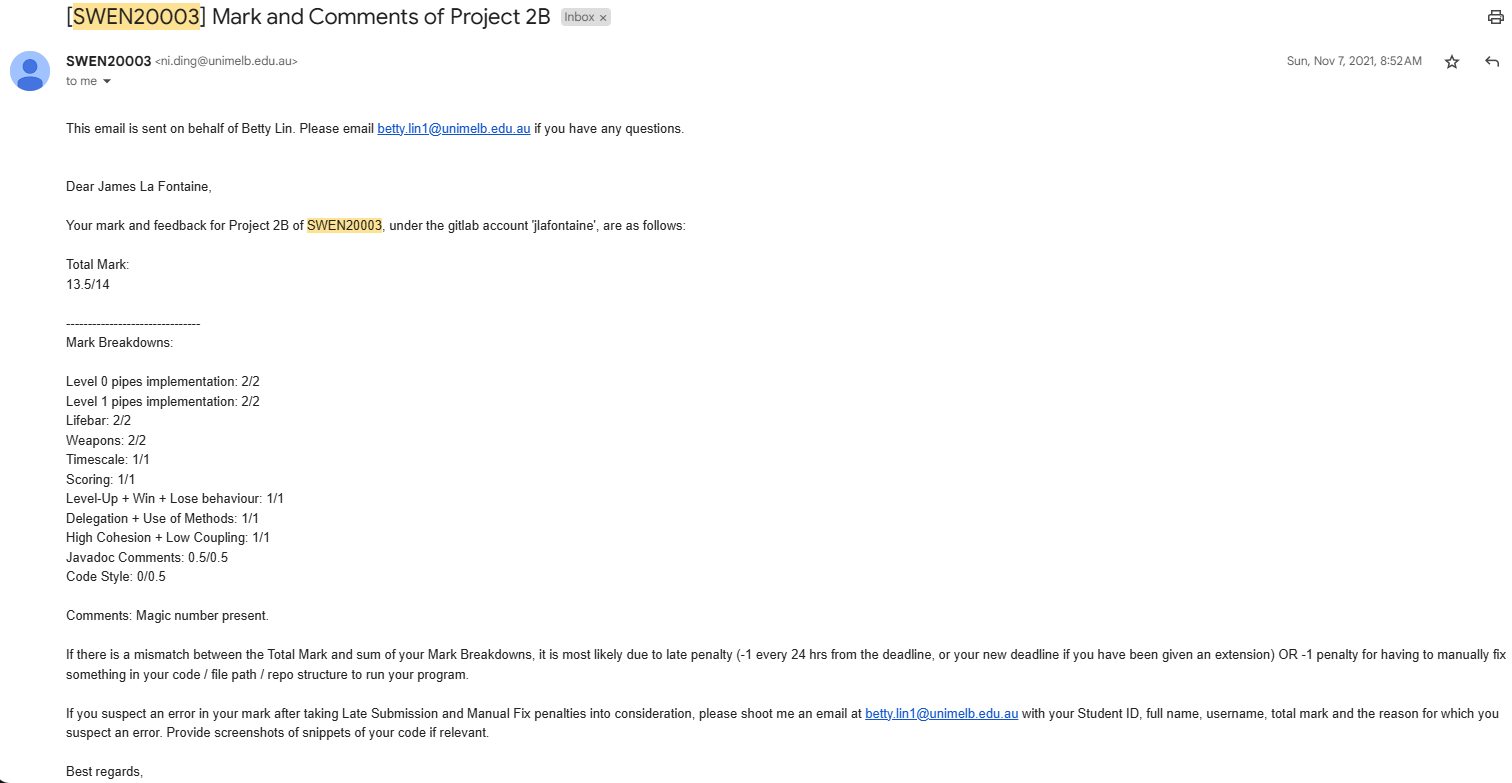 [SWEN20003] Mark and Comments of Project 2B Inbox ×
SWEN20003 <ni.ding@unimelb.edu.au> Sun, Nov 7, 2021, 8:52 AM
to me
This email is sent on behalf of Betty Lin. Please email betty.lin1@unimelb.edu.au if you have any questions.
Dear James La Fontaine,
Your mark and feedback for Project 2B of SWEN20003, under the gitlab account 'jlafontaine', are as follows:
Total Mark:
13.5/14
-------------------------------
Mark Breakdowns:
Level 0 pipes implementation: 2/2
Level 1 pipes implementation: 2/2
Lifebar: 2/2
Weapons: 2/2
Timescale: 1/1
Scoring: 1/1
Level-Up + Win + Lose behaviour: 1/1
Delegation + Use of Methods: 1/1
High Cohesion + Low Coupling: 1/1
Javadoc Comments: 0.5/0.5
Code Style: 0/0.5
Comments: Magic number present.
If there is a mismatch between the Total Mark and sum of your Mark Breakdowns, it is most likely due to late penalty (-1 every 24 hrs from the deadline, or your new deadline if you have been given an extension) OR -1 penalty for having to manually fix
something in your code / file path / repo structure to run your program.
If you suspect an error in your mark after taking Late Submission and Manual Fix penalties into consideration, please shoot me an email at betty.lin1@unimelb.edu.au with your Student ID, full name, username, total mark and the reason for which you
suspect an error. Provide screenshots of snippets of your code if relevant.
Best regards,